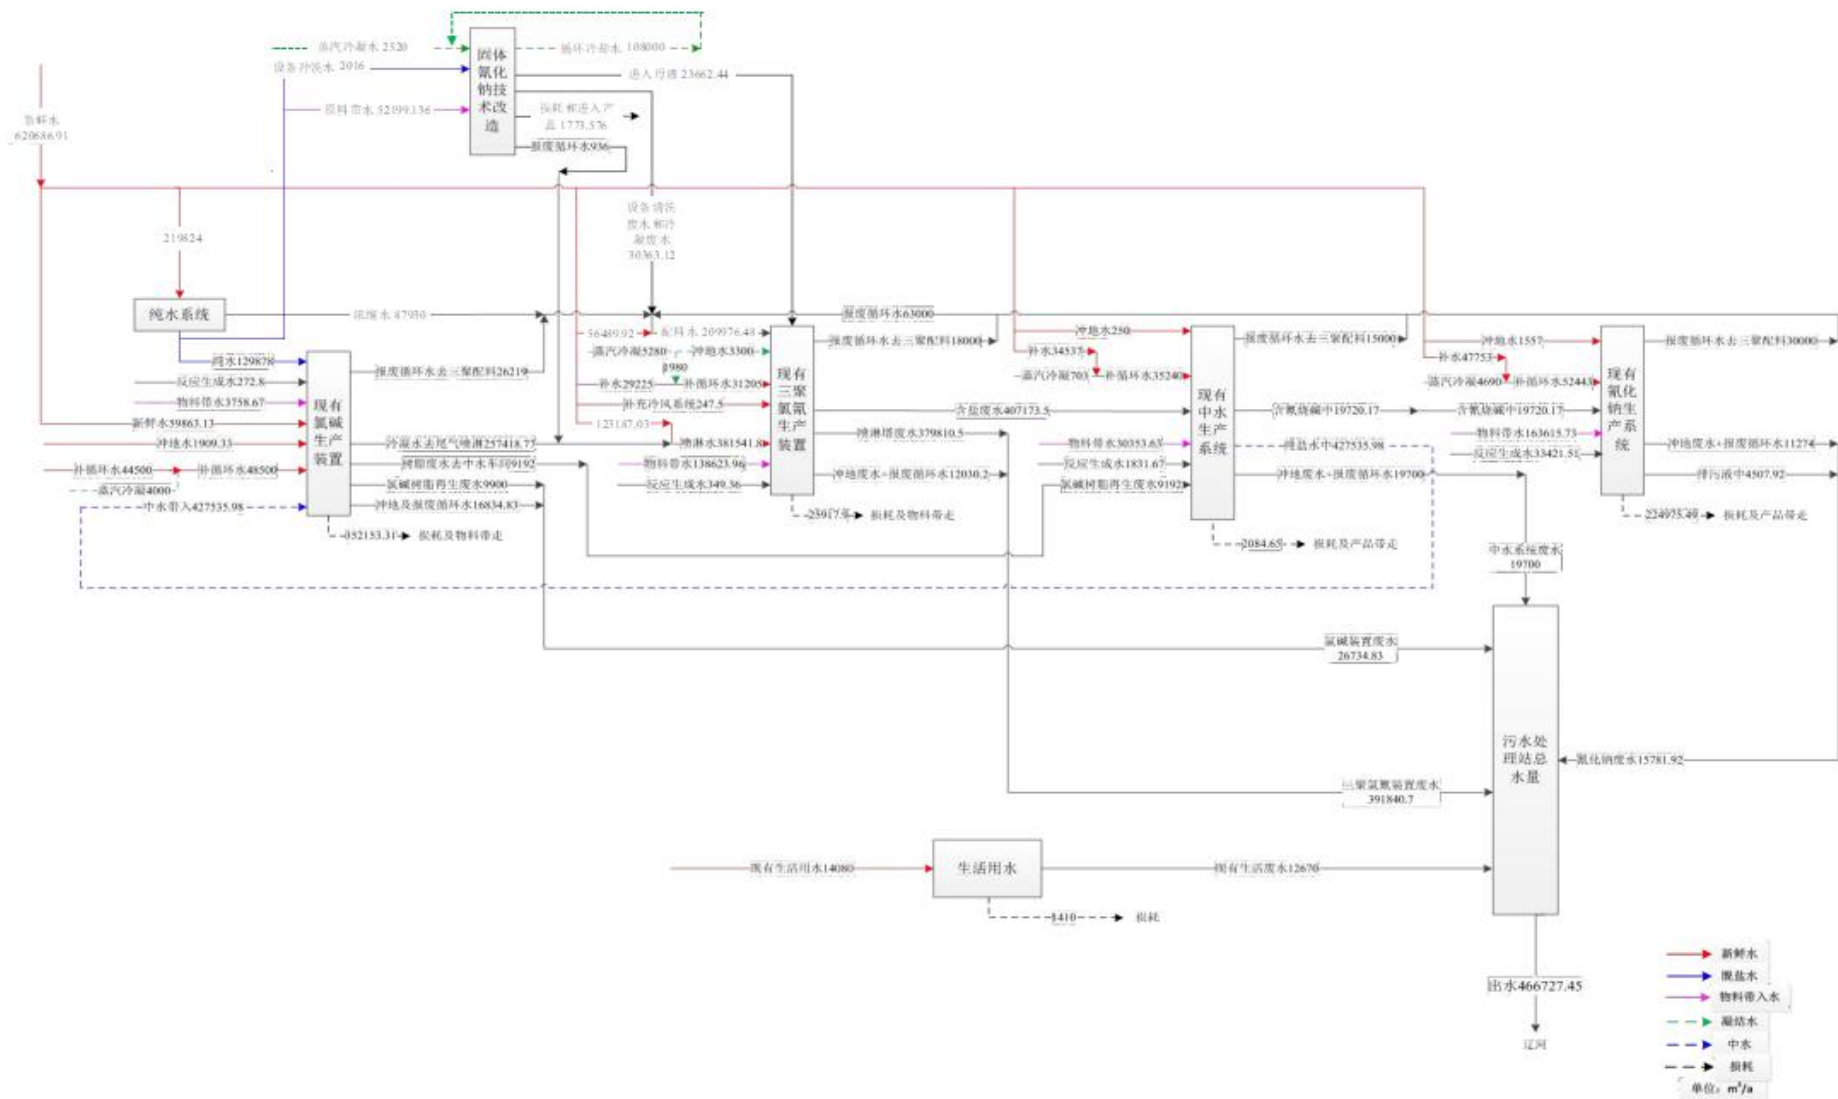 蒸汽冷凝水 2520
循环冷却水 108000
设备冲洗水 2016
固体
氰化
钠技
术改
造
进入母液 23662.44
原料带水 52199.136
损耗和进入产
品 1773.576
报废循环水936
新鲜水
620686.91
设备清洗
废水和冷
凝废水
30363.12
219824
纯水系统
浓缩水 87930
报废循环水63000
56489.92
配料水 209976.48
纯水129878
反应生成水272.8
物料带水3758.67
新鲜水59863.13
冲地水1909.33
补循环水44500
补循环水48500
蒸汽冷凝4000
中水带入427535.98
现有
氯碱
生产
装置
报废循环水去三聚配料26219
冷凝水去尾气喷淋257418.77
树脂废水去中水车间9192
氯碱树脂再生废水9900
冲地及报废循环水16834.83
352153.31
损耗及物料带走
蒸汽冷凝5280
冲地水3300
1980
补水29225
补循环水31205
补充冷风系统247.5
123187.03
喷淋水381541.8
物料带水138623.96
反应生成水349.36
现有
三聚
氯氰
生产
装置
报废循环水去三聚配料18000
含盐废水407173.5
喷淋塔废水379810.5
冲地废水+报废循环水12030.2
25917.9
损耗及物料带走
冲地水250
补水34537
蒸汽冷凝703
补循环水35240
物料带水30353.63
反应生成水1831.67
氯碱树脂再生废水9192
现有
中水
生产
系统
报废循环水去三聚配料15000
含氰烧碱中19720.17
纯盐水中427535.98
冲地废水+报废循环水19700
2084.65
损耗及产品带走
冲地水1557
补水47753
蒸汽冷凝4690
补循环水52443
含氰烧碱中19720.17
物料带水163615.73
反应生成水33421.51
现有
氰化
钠生
产系
统
报废循环水去三聚配料30000
冲地废水+报废循环水11274
排污液中4507.92
224975.49
损耗及产品带走
中水系统废水
19700
氯碱装置废水
26734.83
污水处
理站总
水量
氰化钠废水15781.92
三聚氯氰装置废水
391840.7
现有生活用水14080
生活用水
现有生活废水12670
1410
损耗
出水466727.45
辽河
新鲜水
脱盐水
物料带入水
凝结水
中水
损耗
单位：m³/a